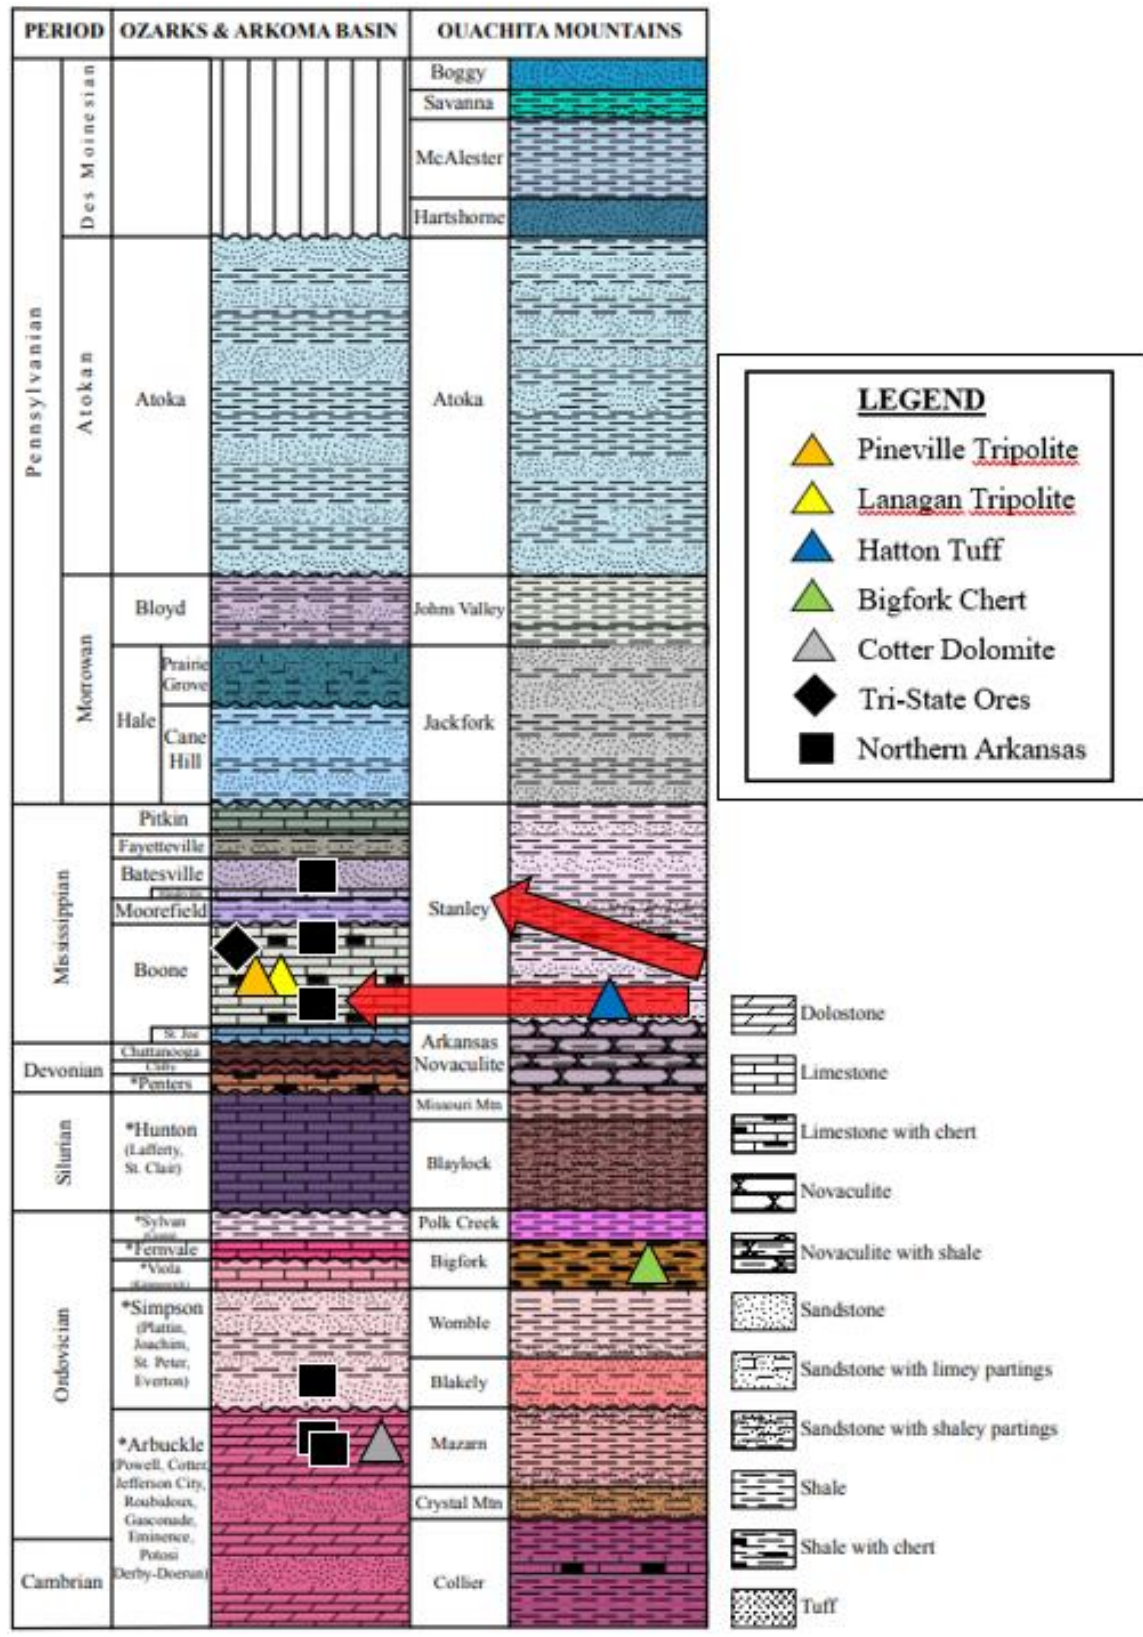 PERIOD
OZARKS & ARKOMA BASIN
OUACHITA MOUNTAINS
Pennsylvanian
Des Moinesian
Atokan
Morrowan
Mississippian
Devonian
Silurian
Ordovician
Cambrian
Atoka
Bloyd
Hale
Prairie
Grove
Cane
Hill
Pitkin
Fayetteville
Batesville
Moorefield
Boone
St. Joe
Chattanooga
Clifty
*Penters
*Hunton
(Lafferty,
St. Clair)
*Sylvan
*Fernvale
*Viola
*Simpson
(Plattin,
Joachim,
St. Peter,
Everton)
*Arbuckle
(Powell, Cotter,
Jefferson City,
Roubidoux,
Gasconade,
Eminence,
Potosi
Derby-Doerun)
Boggy
Savanna
McAlester
Hartshorne
Atoka
Johns Valley
Jackfork
Stanley
Arkansas
Novaculite
Missouri Mtn
Blaylock
Polk Creek
Bigfork
Womble
Blakely
Mazarn
Crystal Mtn
Collier
LEGEND
Pineville Tripolite
Lanagan Tripolite
Hatton Tuff
Bigfork Chert
Cotter Dolomite
Tri-State Ores
Northern Arkansas
Dolostone
Limestone
Limestone with chert
Novaculite
Novaculite with shale
Sandstone
Sandstone with limey partings
Sandstone with shaley partings
Shale
Shale with chert
Tuff